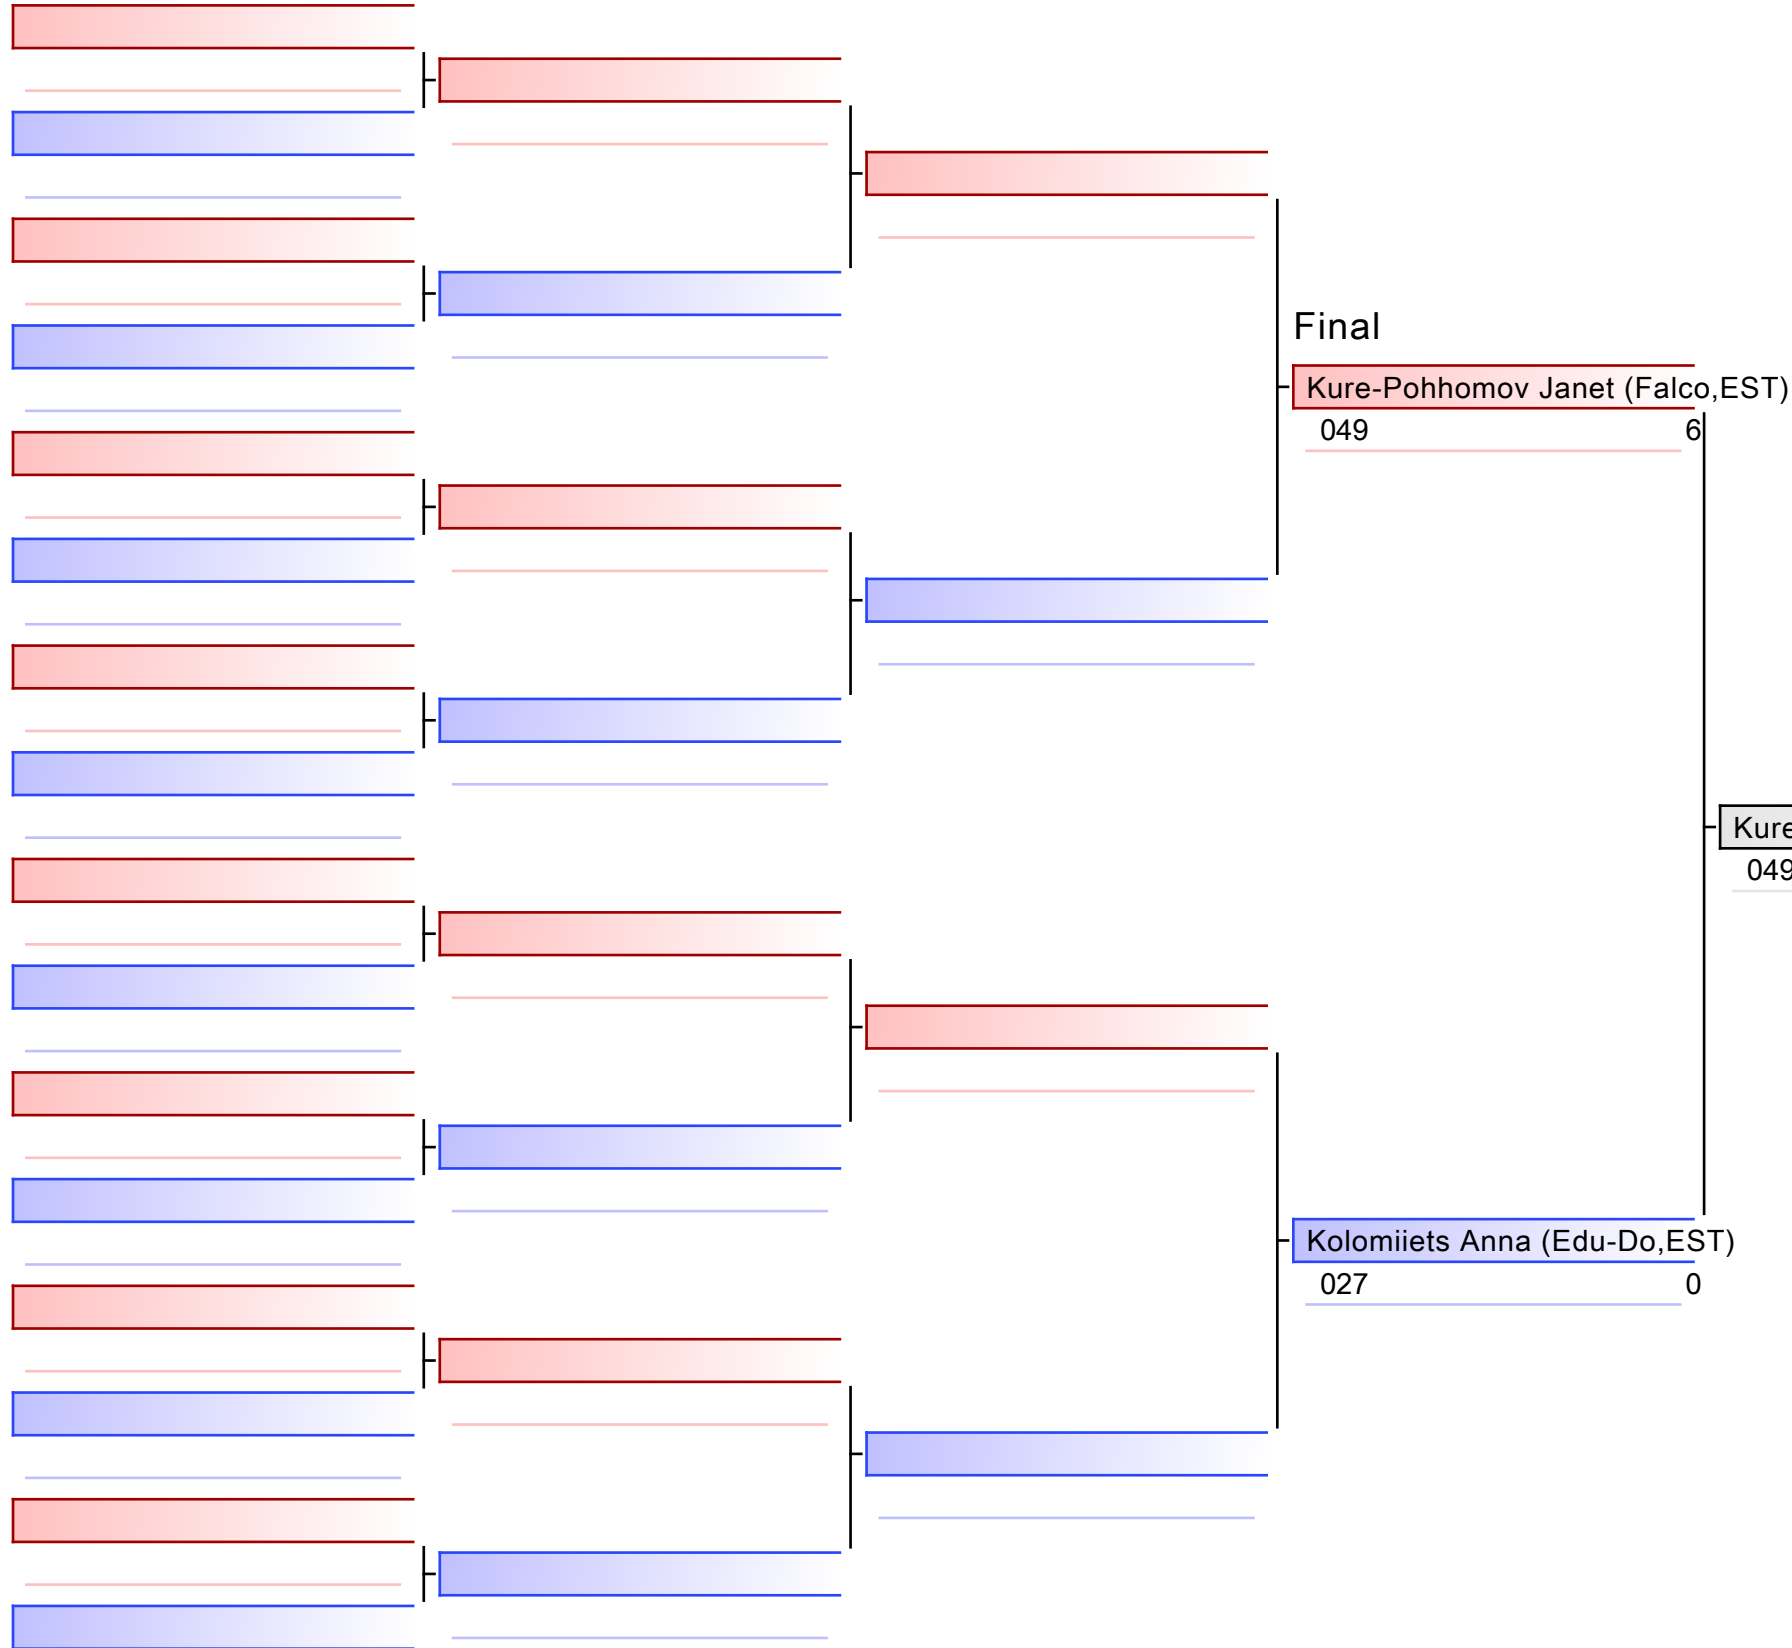 Final
Kure-Pohhomov Janet (Falco,EST)
049 6
Kure
049
Kolomiiets Anna (Edu-Do,EST)
027 0